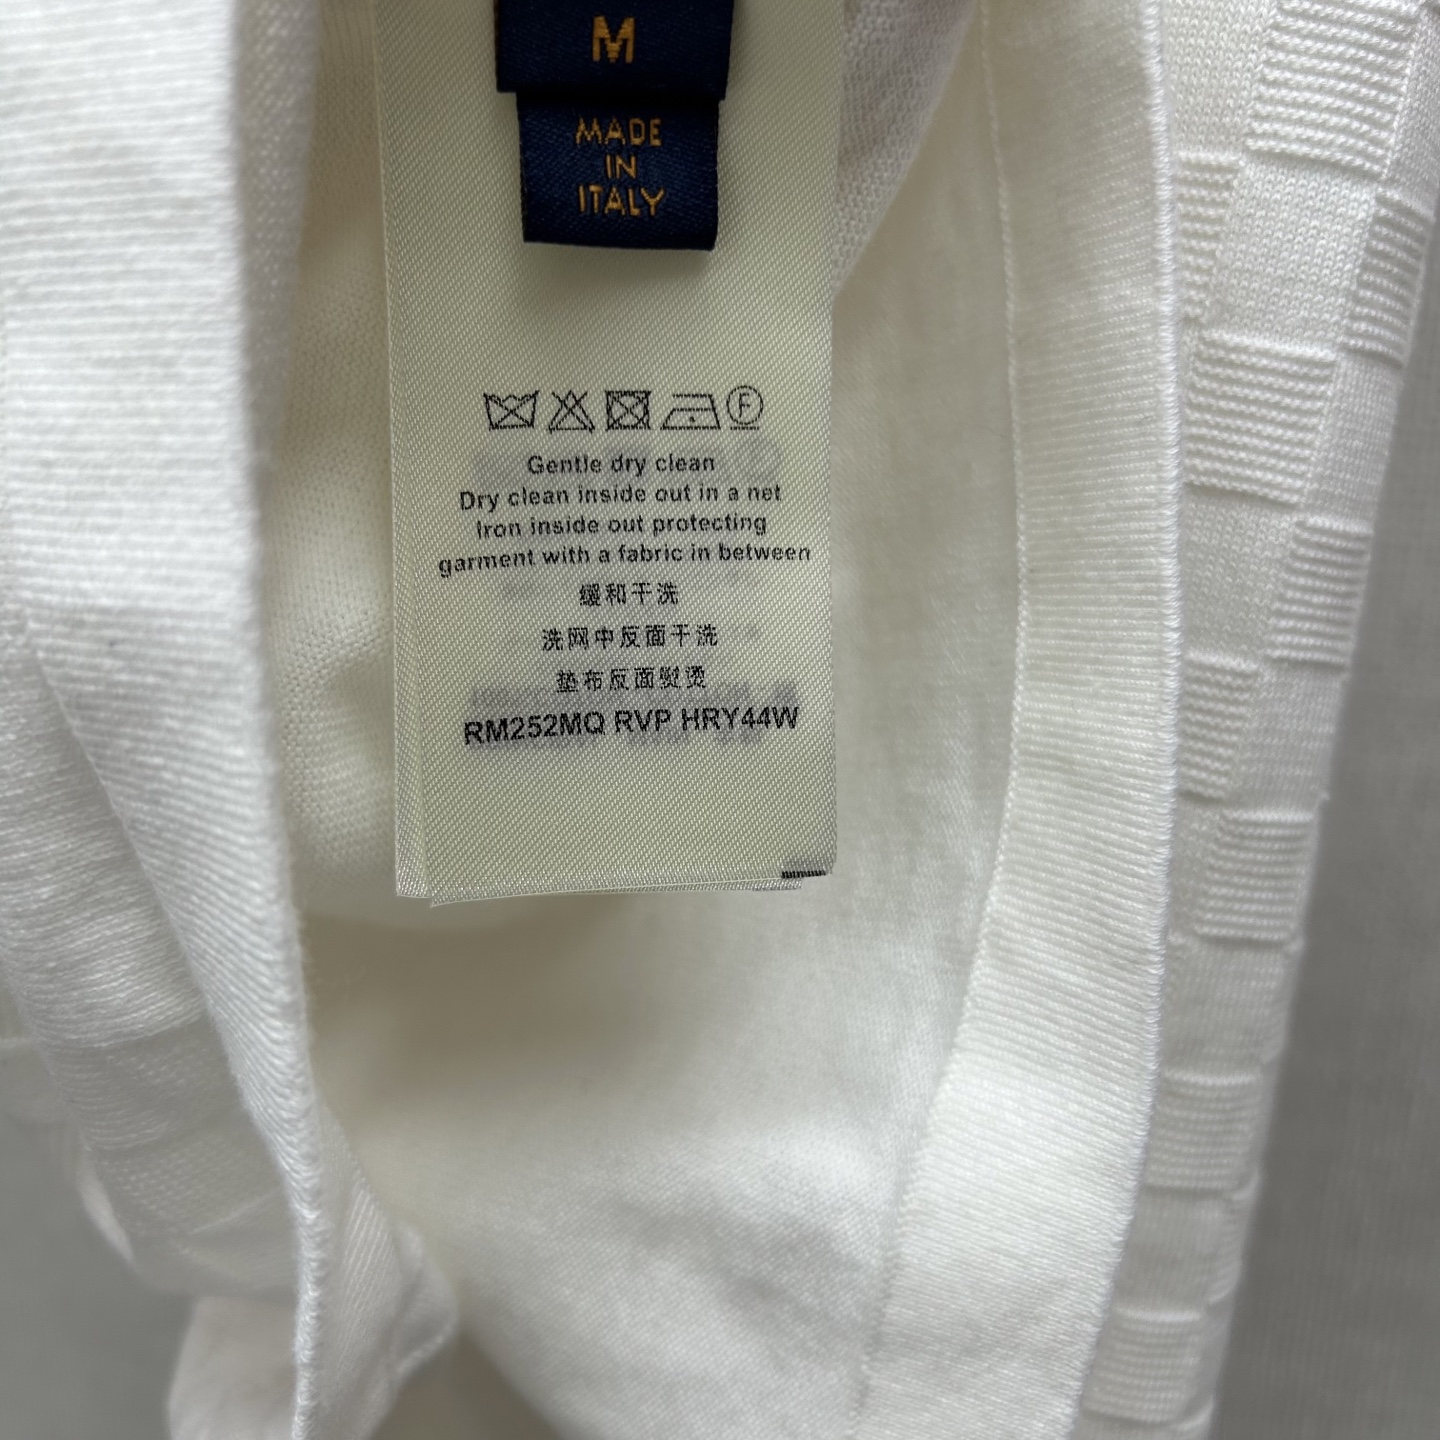 M
MADE
IN
ITALY
F
Gentle dry clean
Dry clean inside out in a net
Iron inside out protecting
garment with a fabric in between
缓和干洗
洗网中反面干洗
垫布反面熨烫
RM252MQ RVP HRY44W